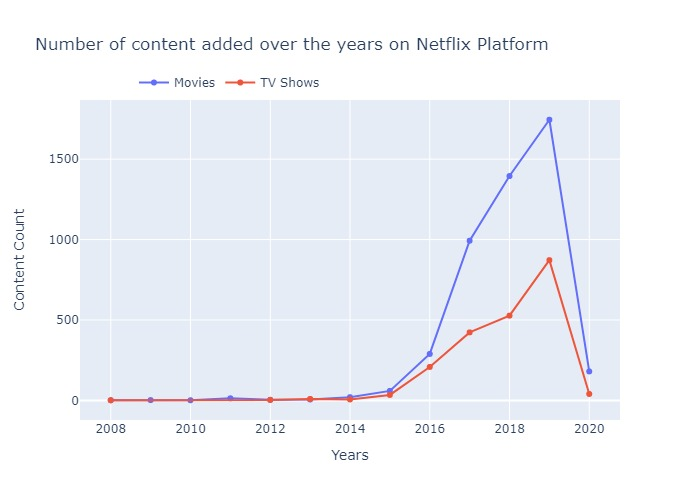 Number of content added over the years on Netflix Platform
Movies TV Shows
1500
1000
500
0
Content Count
2008 2010 2012 2014 2016 2018 2020
Years